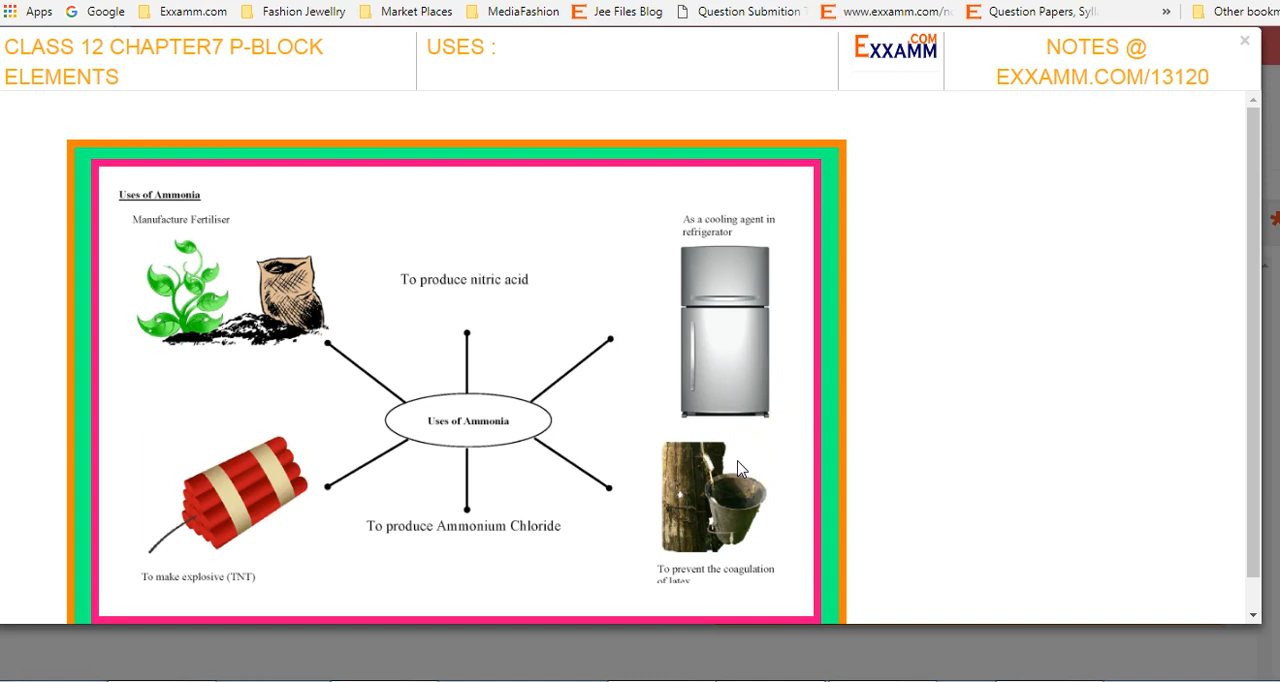 Apps Google Exxamm.com Fashion Jewellry Market Places MediaFashion Jee Files Blog Question Submition www.exxamm.com/n Question Papers, Syll » Other bookm
CLASS 12 CHAPTER7 P-BLOCK
ELEMENTS
USES :
EXXAMM
.COM
NOTES @
EXXAMM.COM/13120
×
Uses of Ammonia
Manufacture Fertiliser
As a cooling agent in
refrigerator
To produce nitric acid
Uses of Ammonia
To produce Ammonium Chloride
To make explosive (TNT)
To prevent the coagulation
of latex